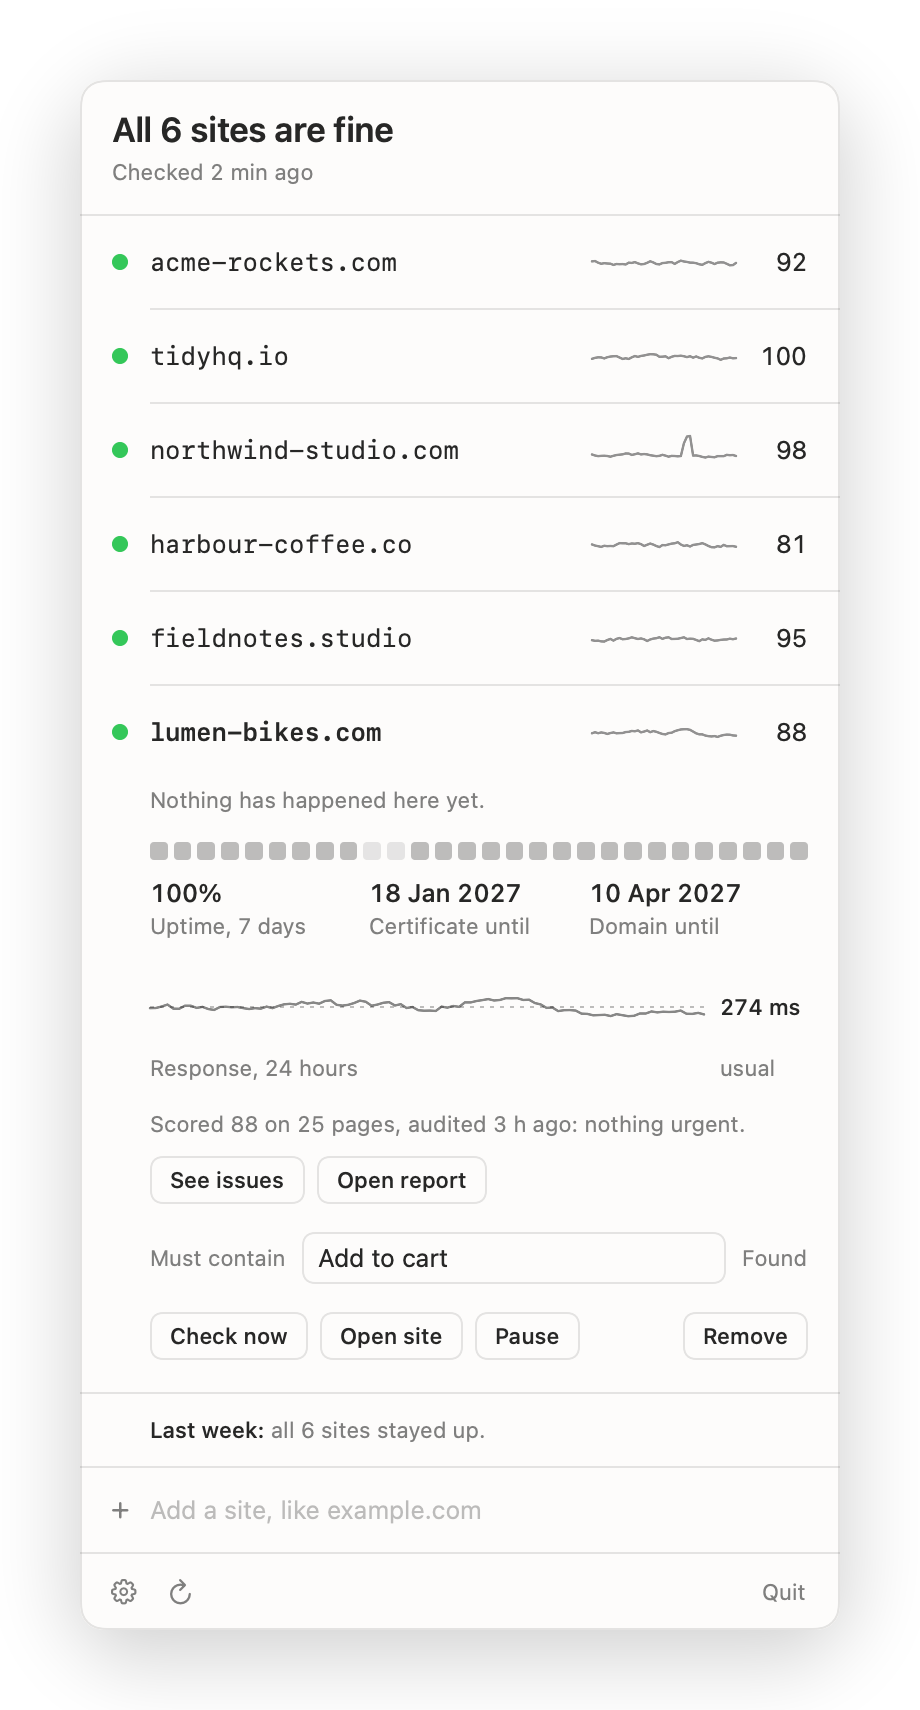 All 6 sites are fine
Checked 2 min ago
acme-rockets.com 92
tidyhq.io 100
northwind-studio.com 98
harbour-coffee.co 81
fieldnotes.studio 95
lumen-bikes.com 88
Nothing has happened here yet.
100% 18 Jan 2027 10 Apr 2027
Uptime, 7 days Certificate until Domain until
274 ms
Response, 24 hours usual
Scored 88 on 25 pages, audited 3 h ago: nothing urgent.
See issues Open report
Must contain Add to cart Found
Check now Open site Pause Remove
Last week: all 6 sites stayed up.
+ Add a site, like example.com
Quit